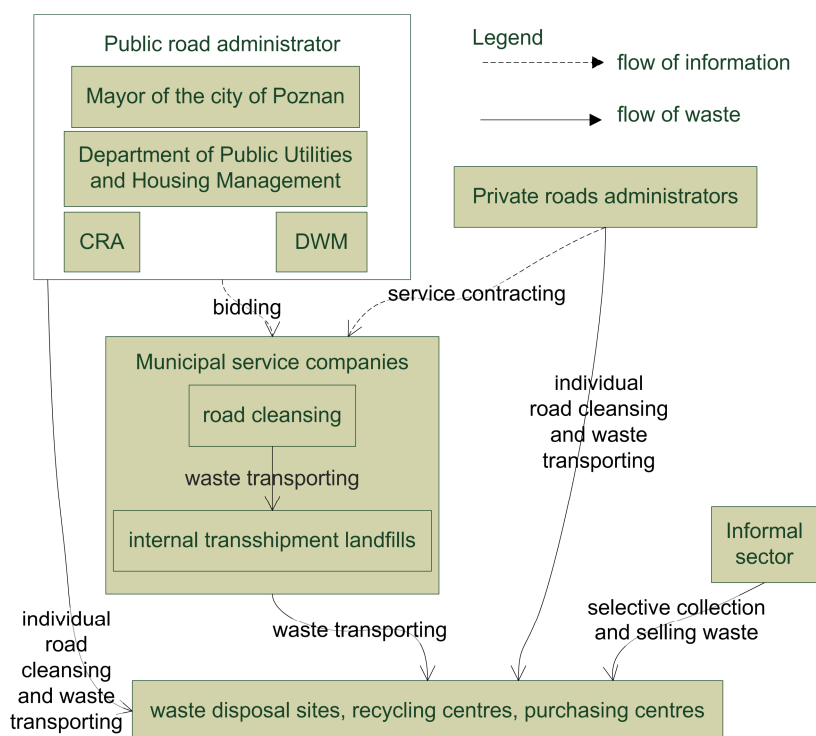 Public road administrator
Mayor of the city of Poznan
Department of Public Utilities
and Housing Management
CRA
DWM
Legend
flow of information
flow of waste
Private roads administrators
bidding
service contracting
Municipal service companies
road cleansing
waste transporting
internal transshipment landfills
individual
road cleansing
and waste
transporting
Informal
sector
individual
road
cleansing
and waste
transporting
waste transporting
selective collection
and selling waste
waste disposal sites, recycling centres, purchasing centres